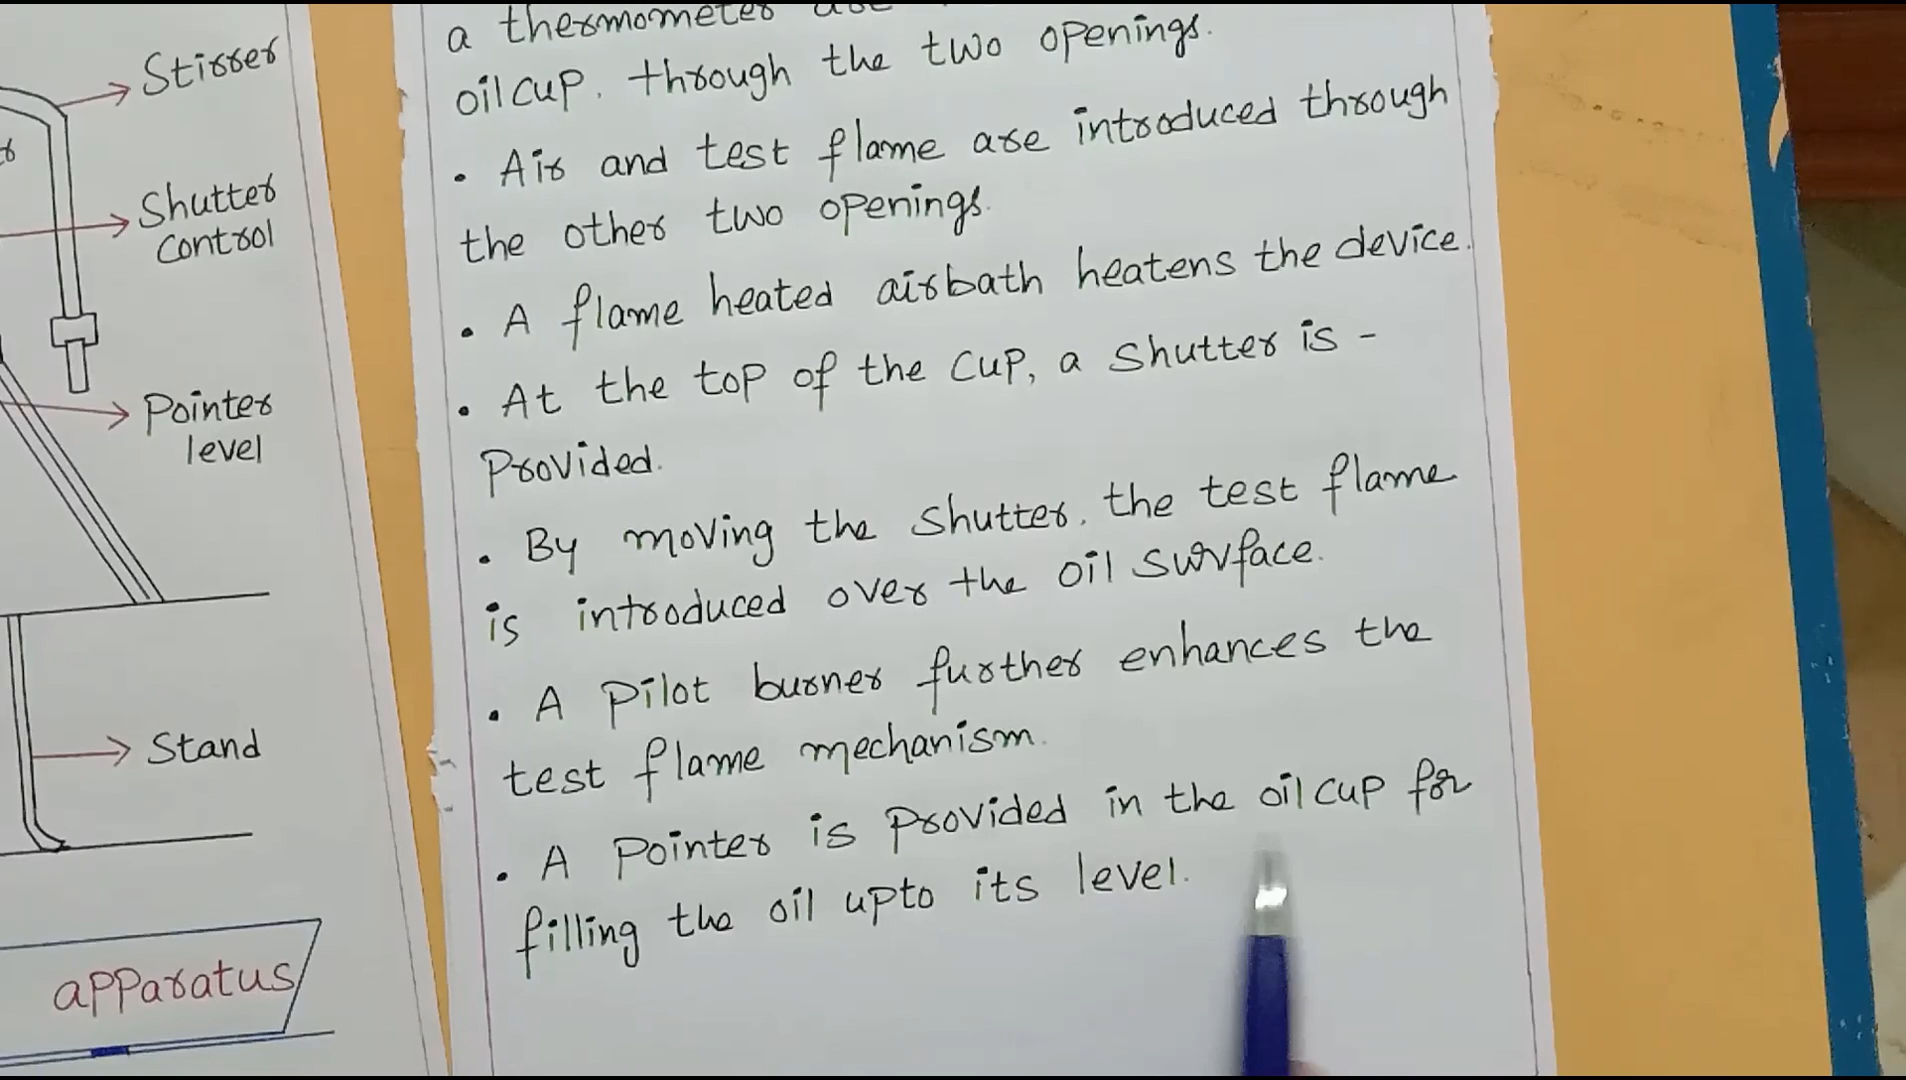 Stirrer
Shutter
Control
Pointer
level
Stand
apparatus
a thermometer
oil cup. through the two openings.
• Air and test flame are introduced through
the other two openings.
• A flame heated airbath heatens the device.
• At the top of the cup, a shutter is -
Provided.
• By moving the shutter, the test flame
is introduced over the oil survface.
• A Pilot burner further enhances the
test flame mechanism.
• A Pointer is provided in the oil cup for
filling the oil upto its level.